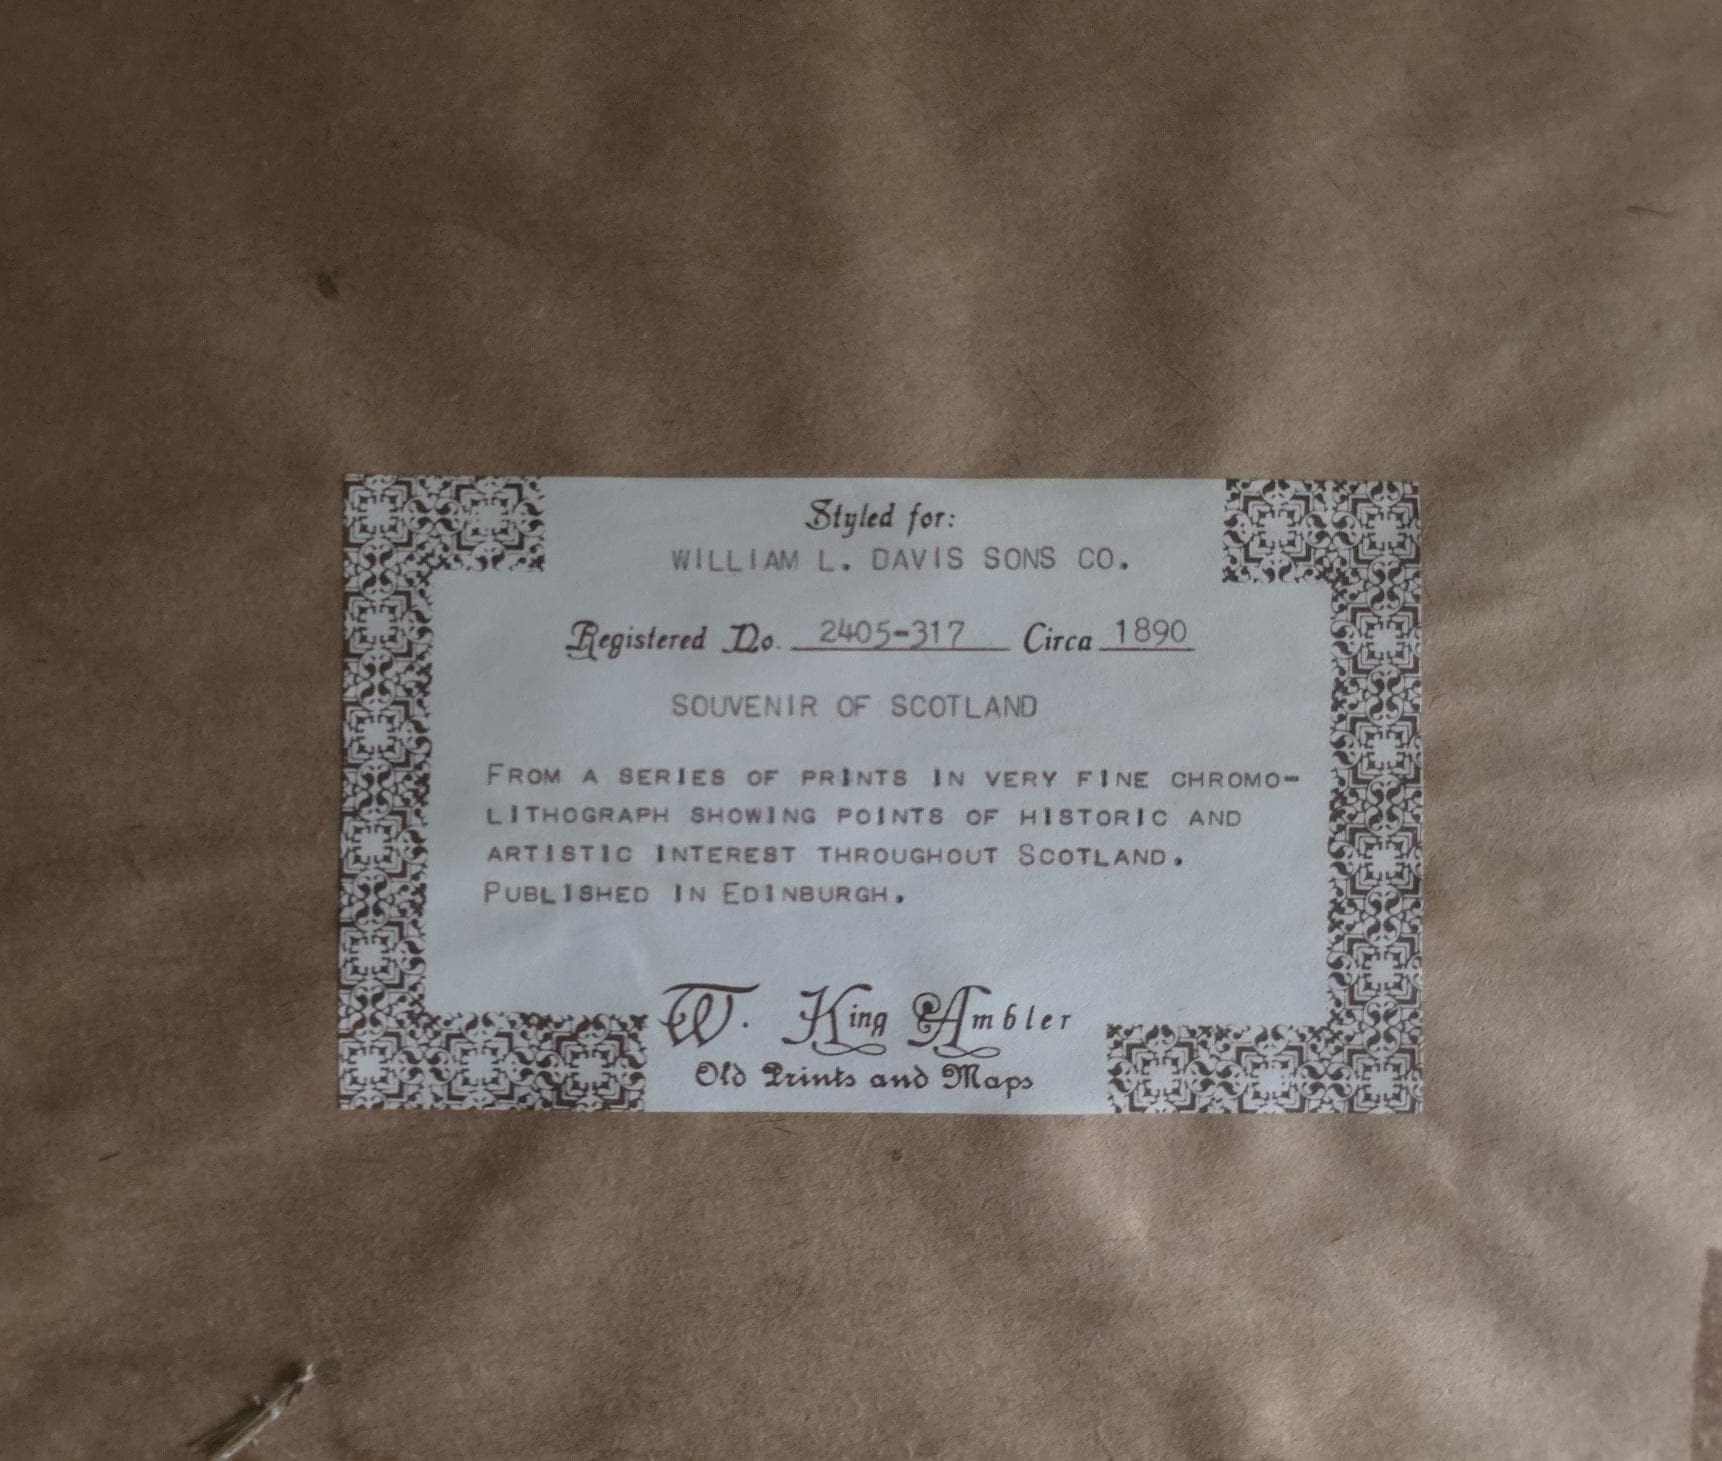 Styled for:
WILLIAM L. DAVIS SONS CO.
Registered No. 2405-317 Circa 1890
SOUVENIR OF SCOTLAND
FROM A SERIES OF PRINTS IN VERY FINE CHROMO-
LITHOGRAPH SHOWING POINTS OF HISTORIC AND
ARTISTIC INTEREST THROUGHOUT SCOTLAND.
PUBLISHED IN EDINBURGH.
W. King Ambler
Old Prints and Maps